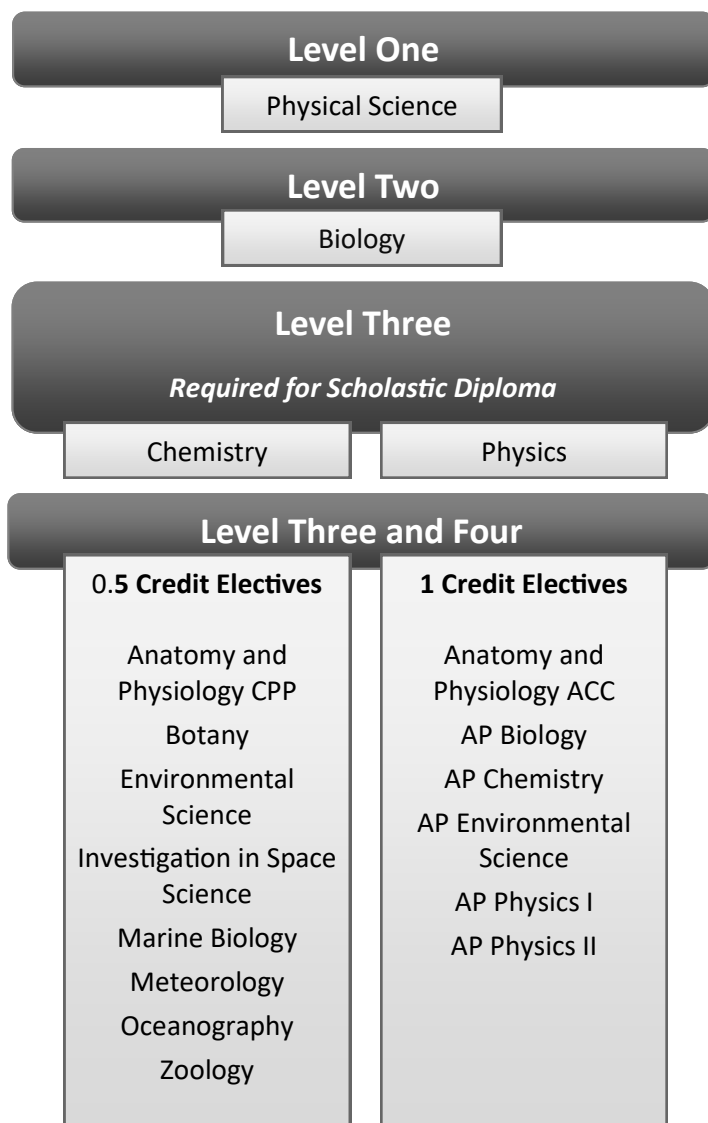 Level One
Physical Science
Level Two
Biology
Level Three
Required for Scholastic Diploma
Chemistry
Physics
Level Three and Four
0.5 Credit Electives
Anatomy and
Physiology CPP
Botany
Environmental
Science
Investigation in Space
Science
Marine Biology
Meteorology
Oceanography
Zoology
1 Credit Electives
Anatomy and
Physiology ACC
AP Biology
AP Chemistry
AP Environmental
Science
AP Physics I
AP Physics II